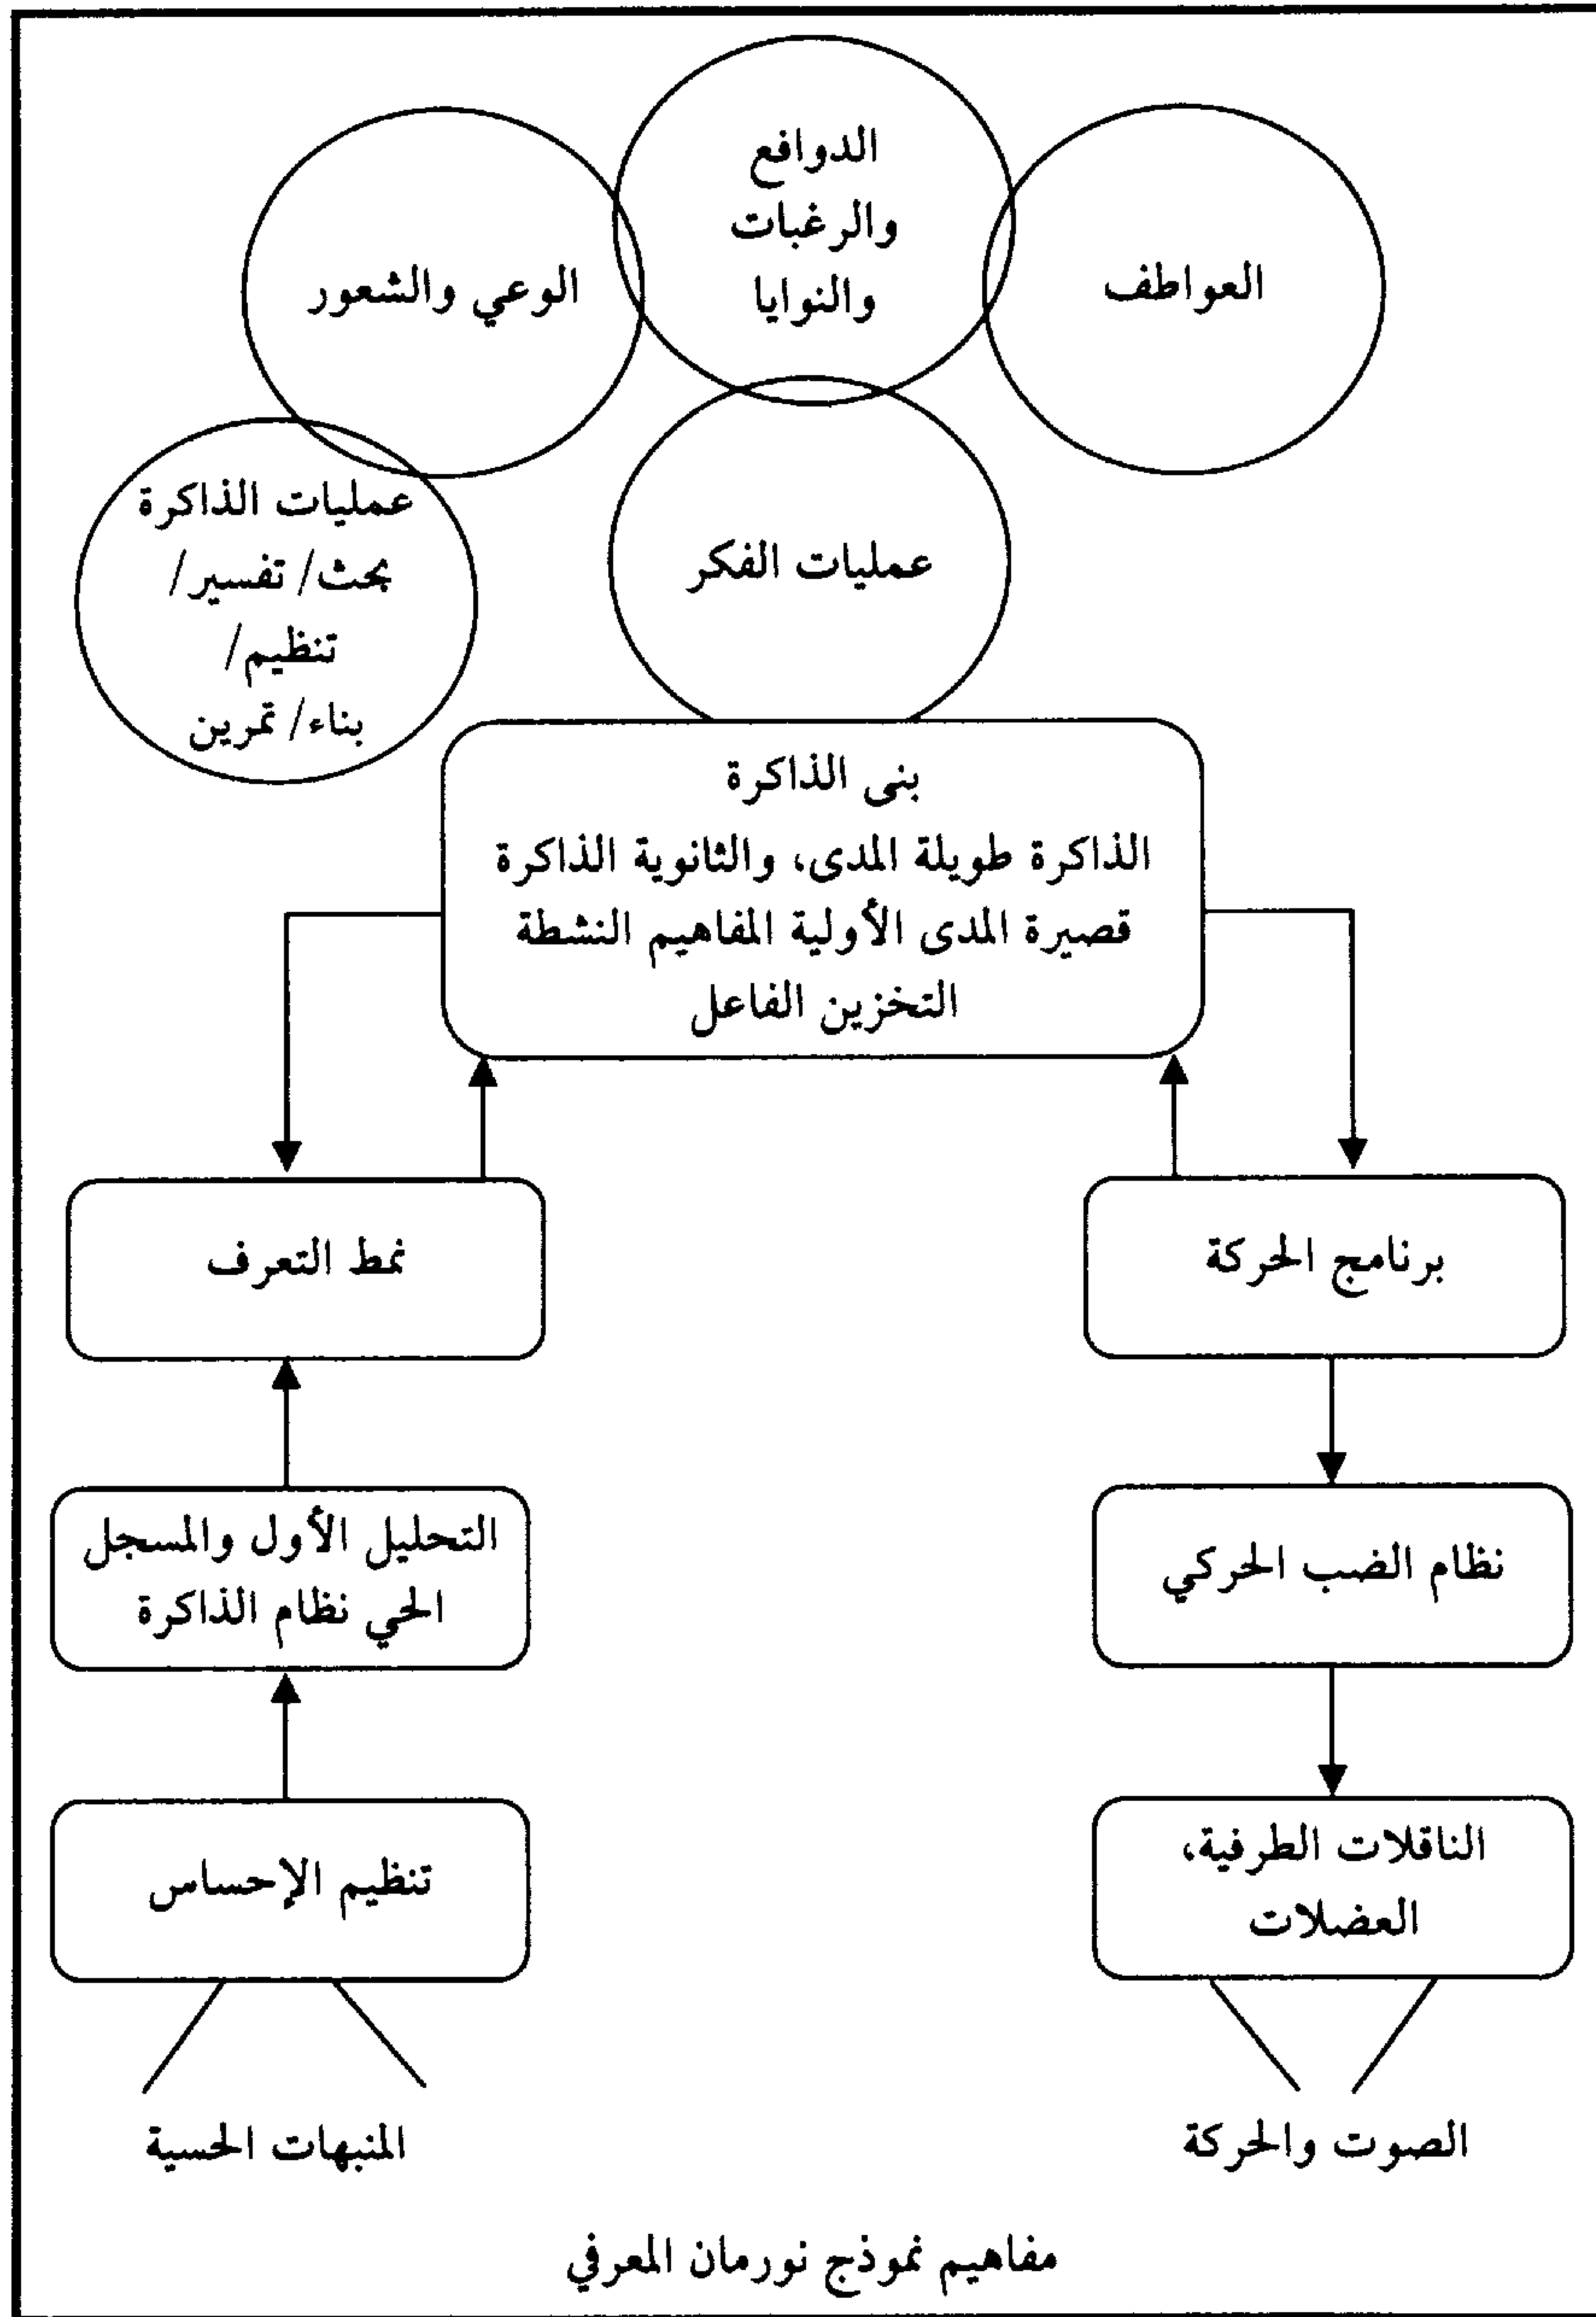 الدوافع
والرغبات
والنوايا
العواطف
الوعي والشعور
عمليات الفكر
عمليات الذاكرة
بحث/ تفسير/
تنظيم/
بناء/ تمرين
بنى الذاكرة
الذاكرة طويلة المدى، والثانوية الذاكرة
قصيرة المدى الأولية المفاهيم النشطة
التخزين الفاعل
برنامج الحركة
نمط التعرف
نظام الضب الحركي
التحليل الأول والمسجل
الحي نظام الذاكرة
الناقلات الطرفية،
العضلات
تنظيم الإحساس
الصوت والحركة
المنبهات الحسية
مفاهيم نموذج نورمان المعرفي